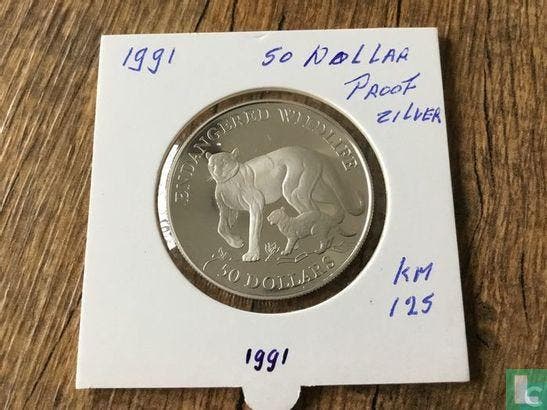 1991
50 DOLLAR
PROOF
ZILVER
ENDANGERED WILDLIFE
50 DOLLARS
KM
125
1991